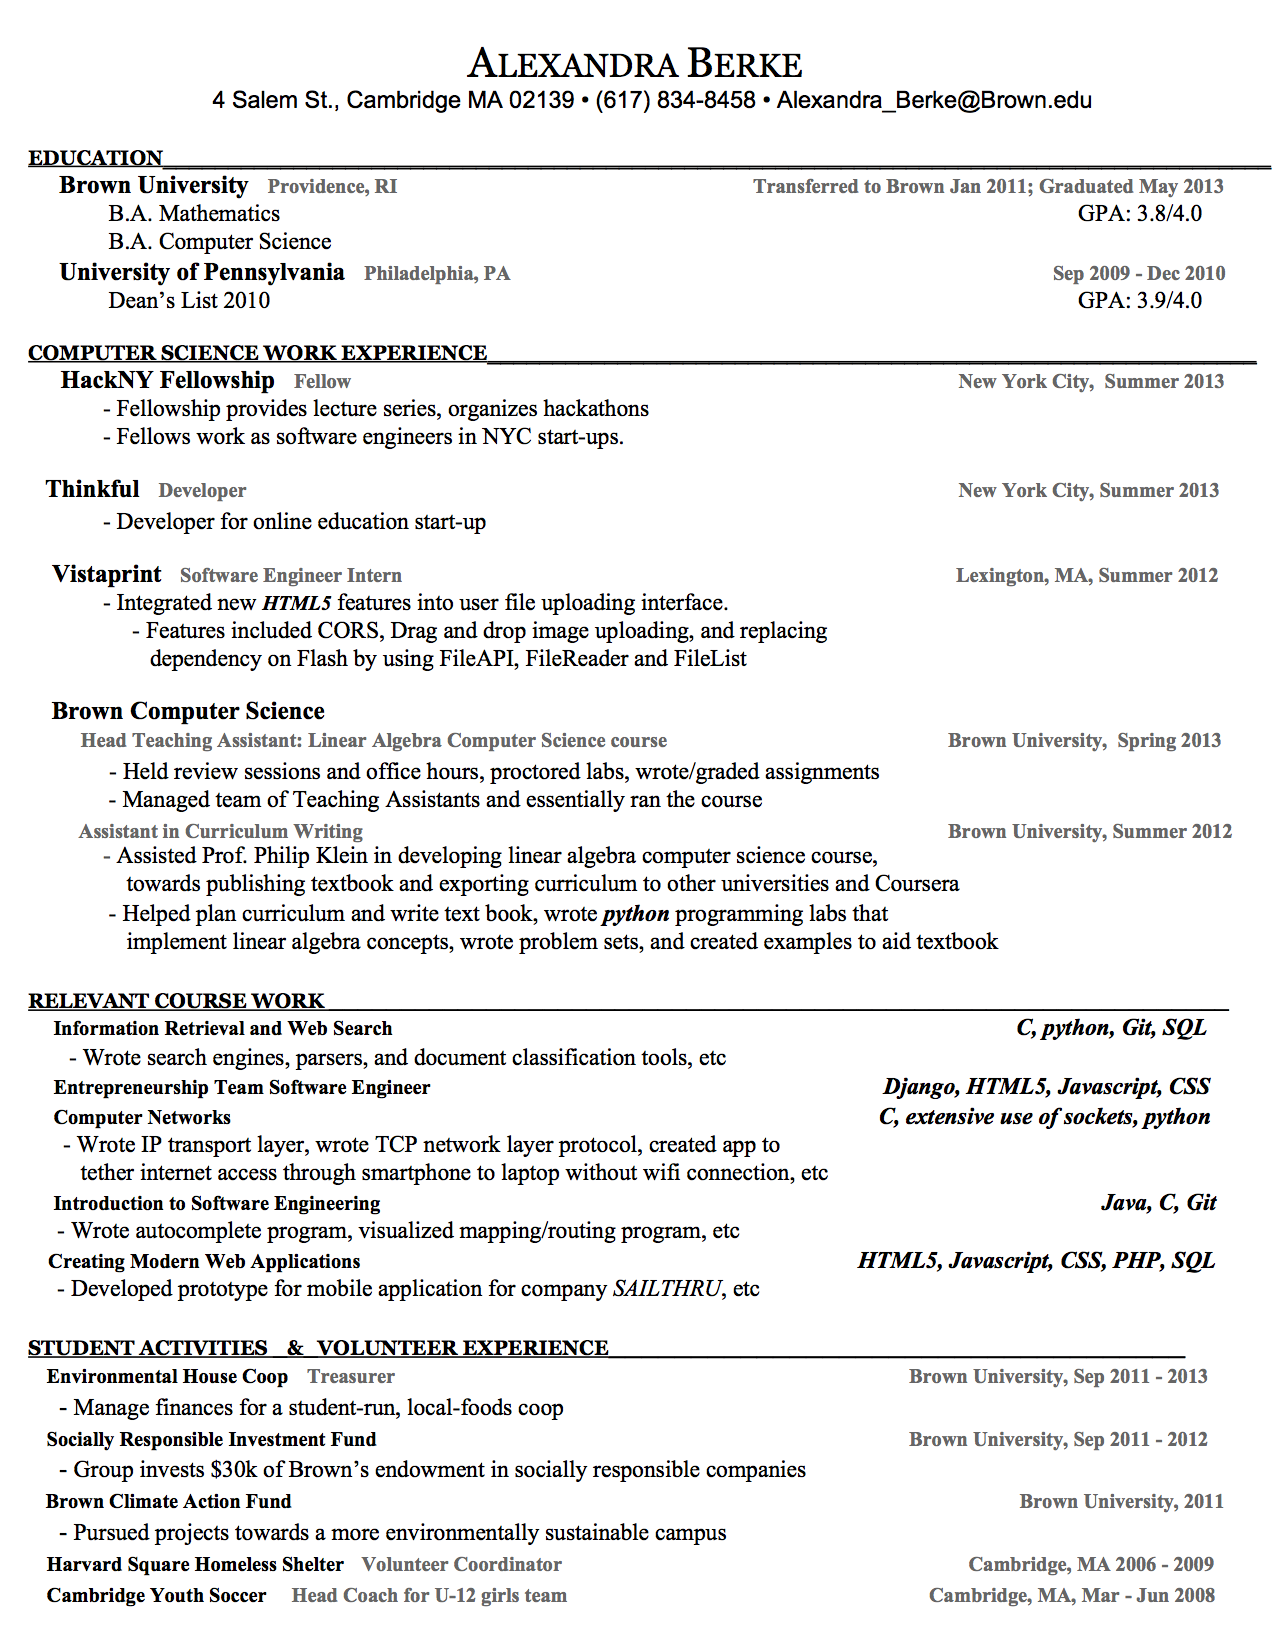 ALEXANDRA BERKE
4 Salem St., Cambridge MA 02139 • (617) 834-8458 • Alexandra_Berke@Brown.edu
EDUCATION
Brown University Providence, RI Transferred to Brown Jan 2011; Graduated May 2013
B.A. Mathematics GPA: 3.8/4.0
B.A. Computer Science
University of Pennsylvania Philadelphia, PA Sep 2009 - Dec 2010
Dean’s List 2010 GPA: 3.9/4.0
COMPUTER SCIENCE WORK EXPERIENCE
HackNY Fellowship Fellow New York City, Summer 2013
- Fellowship provides lecture series, organizes hackathons
- Fellows work as software engineers in NYC start-ups.
Thinkful Developer New York City, Summer 2013
- Developer for online education start-up
Vistaprint Software Engineer Intern Lexington, MA, Summer 2012
- Integrated new HTML5 features into user file uploading interface.
- Features included CORS, Drag and drop image uploading, and replacing
dependency on Flash by using FileAPI, FileReader and FileList
Brown Computer Science
Head Teaching Assistant: Linear Algebra Computer Science course Brown University, Spring 2013
- Held review sessions and office hours, proctored labs, wrote/graded assignments
- Managed team of Teaching Assistants and essentially ran the course
Assistant in Curriculum Writing Brown University, Summer 2012
- Assisted Prof. Philip Klein in developing linear algebra computer science course,
towards publishing textbook and exporting curriculum to other universities and Coursera
- Helped plan curriculum and write text book, wrote python programming labs that
implement linear algebra concepts, wrote problem sets, and created examples to aid textbook
RELEVANT COURSE WORK
Information Retrieval and Web Search C, python, Git, SQL
- Wrote search engines, parsers, and document classification tools, etc
Entrepreneurship Team Software Engineer Django, HTML5, Javascript, CSS
Computer Networks C, extensive use of sockets, python
- Wrote IP transport layer, wrote TCP network layer protocol, created app to
tether internet access through smartphone to laptop without wifi connection, etc
Introduction to Software Engineering Java, C, Git
- Wrote autocomplete program, visualized mapping/routing program, etc
Creating Modern Web Applications HTML5, Javascript, CSS, PHP, SQL
- Developed prototype for mobile application for company SAILTHRU, etc
STUDENT ACTIVITIES & VOLUNTEER EXPERIENCE
Environmental House Coop Treasurer Brown University, Sep 2011 - 2013
- Manage finances for a student-run, local-foods coop
Socially Responsible Investment Fund Brown University, Sep 2011 - 2012
- Group invests $30k of Brown’s endowment in socially responsible companies
Brown Climate Action Fund Brown University, 2011
- Pursued projects towards a more environmentally sustainable campus
Harvard Square Homeless Shelter Volunteer Coordinator Cambridge, MA 2006 - 2009
Cambridge Youth Soccer Head Coach for U-12 girls team Cambridge, MA, Mar - Jun 2008